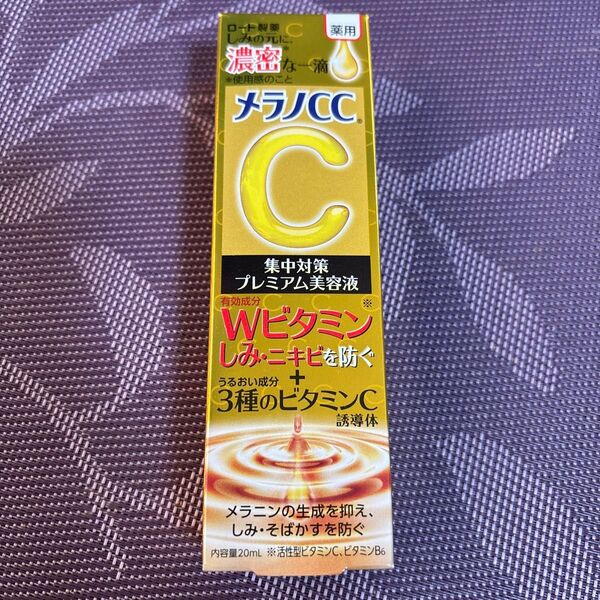 ロート製薬
薬用
しみの元に、
濃密な一滴
※使用感のこと
メラノCC®
C
集中対策
プレミアム美容液
有効成分
Wビタミン※
しみ・ニキビを防ぐ
+
うるおい成分
3種のビタミンC
誘導体
メラニンの生成を抑え、
しみ・そばかすを防ぐ
内容量20mL ※活性型ビタミンC、ビタミンB6